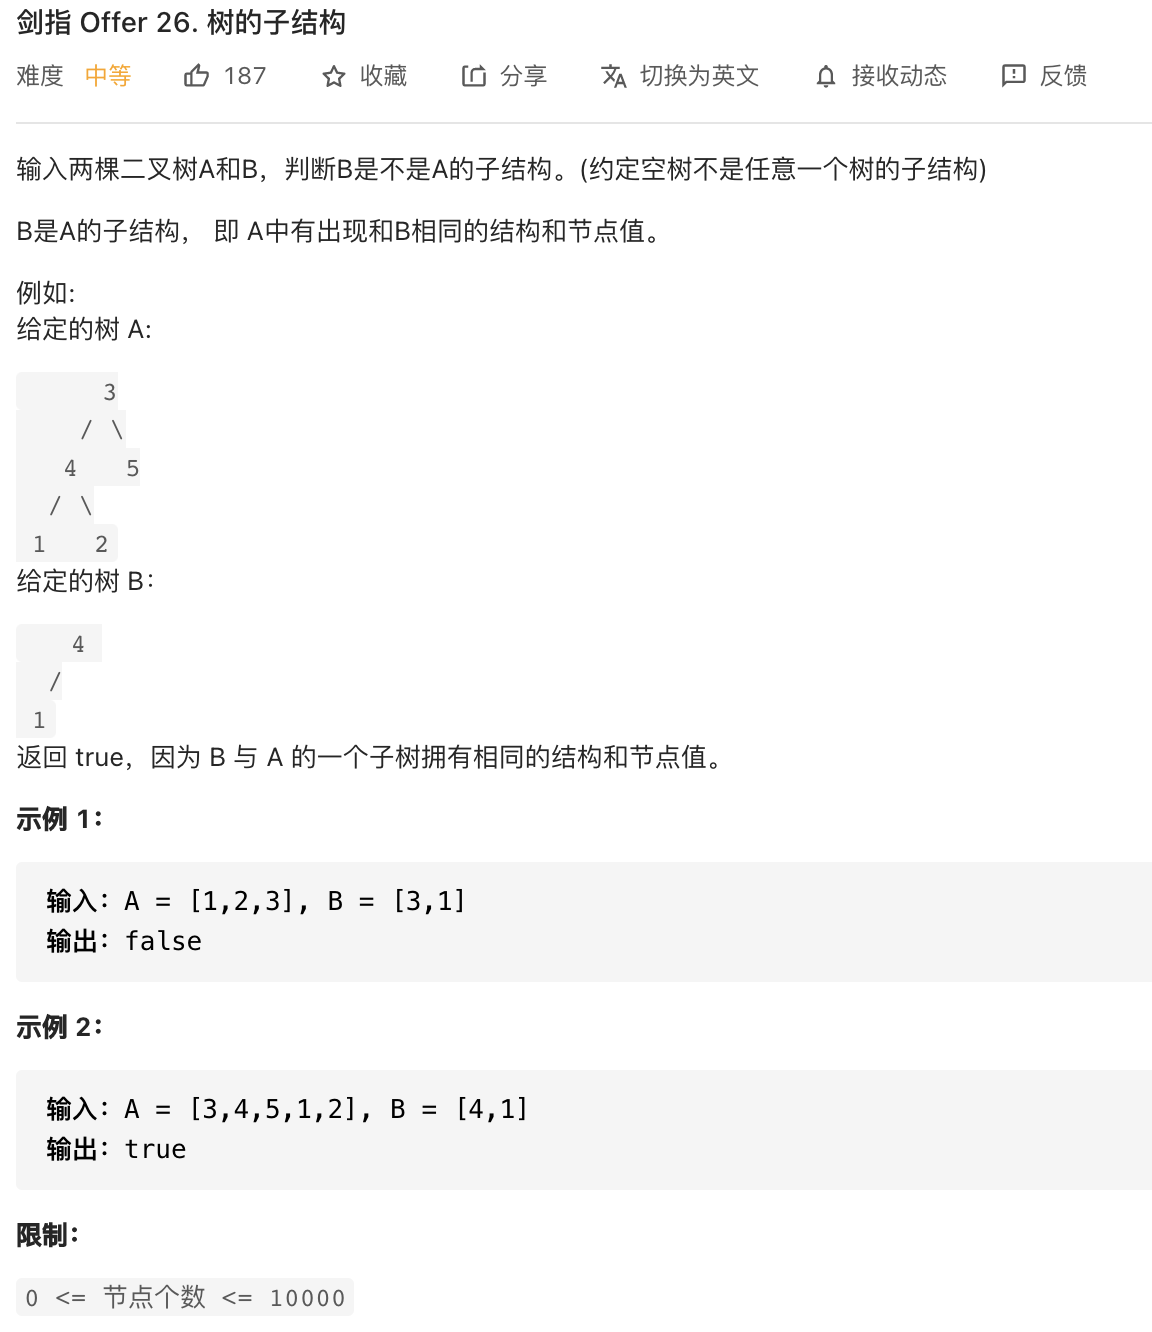 剑指 Offer 26. 树的子结构
难度 中等 187 收藏 分享 切换为英文 接收动态 反馈
输入两棵二叉树A和B，判断B是不是A的子结构。(约定空树不是任意一个树的子结构)
B是A的子结构， 即 A中有出现和B相同的结构和节点值。
例如:
给定的树 A:
3
/ \
4 5
/ \
1 2
给定的树 B：
4
/
1
返回 true，因为 B 与 A 的一个子树拥有相同的结构和节点值。
示例 1：
输入：A = [1,2,3], B = [3,1]
输出：false
示例 2：
输入：A = [3,4,5,1,2], B = [4,1]
输出：true
限制：
0 <= 节点个数 <= 10000